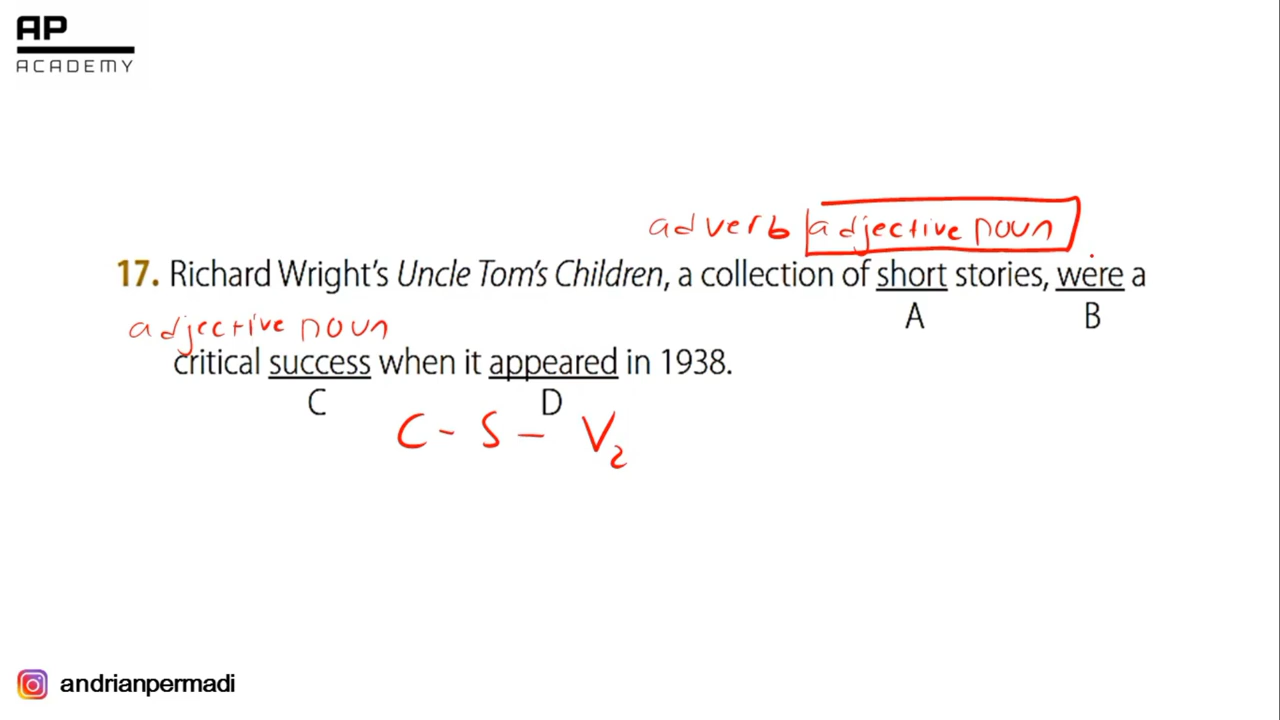 AP
ACADEMY
adverb adjective noun
17. Richard Wright's Uncle Tom's Children, a collection of short stories, were a
A B
adjective noun
critical success when it appeared in 1938.
C D
C - S - V2
andrianpermadi